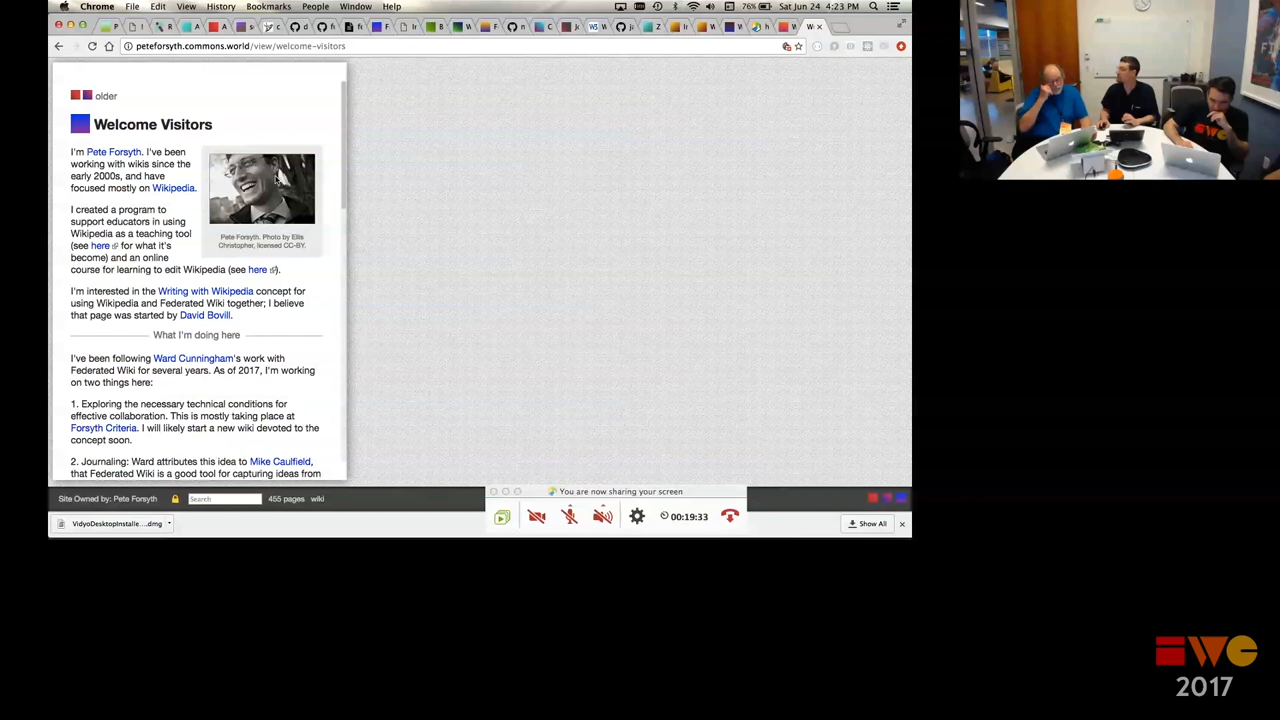 Chrome File Edit View History Bookmarks People Window Help
76% Sat Jun 24 4:23 PM
peteforsyth.commons.world/view/welcome-visitors
older
Welcome Visitors
I'm Pete Forsyth. I've been
working with wikis since the
early 2000s, and have
focused mostly on Wikipedia.
Pete Forsyth. Photo by Ellis
Christopher, licensed CC-BY.
I created a program to
support educators in using
Wikipedia as a teaching tool
(see here for what it's
become) and an online
course for learning to edit Wikipedia (see here ).
I'm interested in the Writing with Wikipedia concept for
using Wikipedia and Federated Wiki together; I believe
that page was started by David Bovill.
What I'm doing here
I've been following Ward Cunningham's work with
Federated Wiki for several years. As of 2017, I'm working
on two things here:
1. Exploring the necessary technical conditions for
effective collaboration. This is mostly taking place at
Forsyth Criteria. I will likely start a new wiki devoted to the
concept soon.
2. Journaling: Ward attributes this idea to Mike Caulfield,
that Federated Wiki is a good tool for capturing ideas from
Site Owned by: Pete Forsyth Search 455 pages wiki
You are now sharing your screen
00:19:33
VidyoDesktopInstalle....dmg Show All
IWC
2017